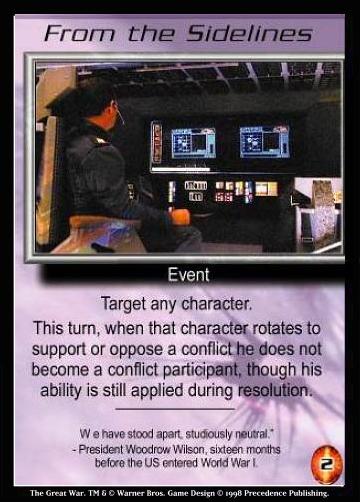 From the Sidelines
Event
Target any character.
This turn, when that character rotates to
support or oppose a conflict he does not
become a conflict participant, though his
ability is still applied during resolution.
W e have stood apart, studiously neutral."
- President Woodrow Wilson, sixteen months
before the US entered World War I.
2
The Great War. TM & © Warner Bros. Game Design © 1998 Precedence Publishing.